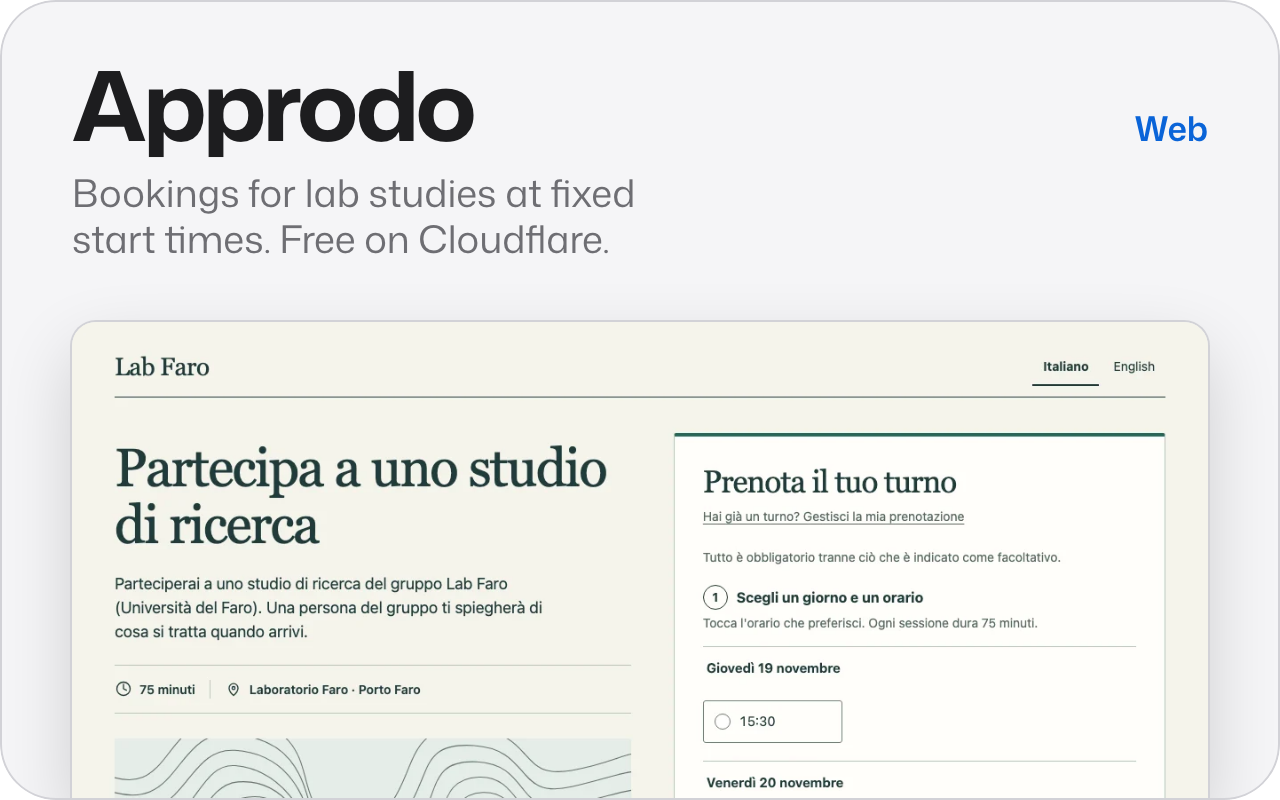 Approdo
Web
Bookings for lab studies at fixed
start times. Free on Cloudflare.
Lab Faro
Italiano
English
Partecipa a uno studio
di ricerca
Parteciperai a uno studio di ricerca del gruppo Lab Faro
(Università del Faro). Una persona del gruppo ti spiegherà di
cosa si tratta quando arrivi.
75 minuti
Laboratorio Faro · Porto Faro
Prenota il tuo turno
Hai già un turno? Gestisci la mia prenotazione
Tutto è obbligatorio tranne ciò che è indicato come facoltativo.
1 Scegli un giorno e un orario
Tocca l'orario che preferisci. Ogni sessione dura 75 minuti.
Giovedì 19 novembre
15:30
Venerdì 20 novembre